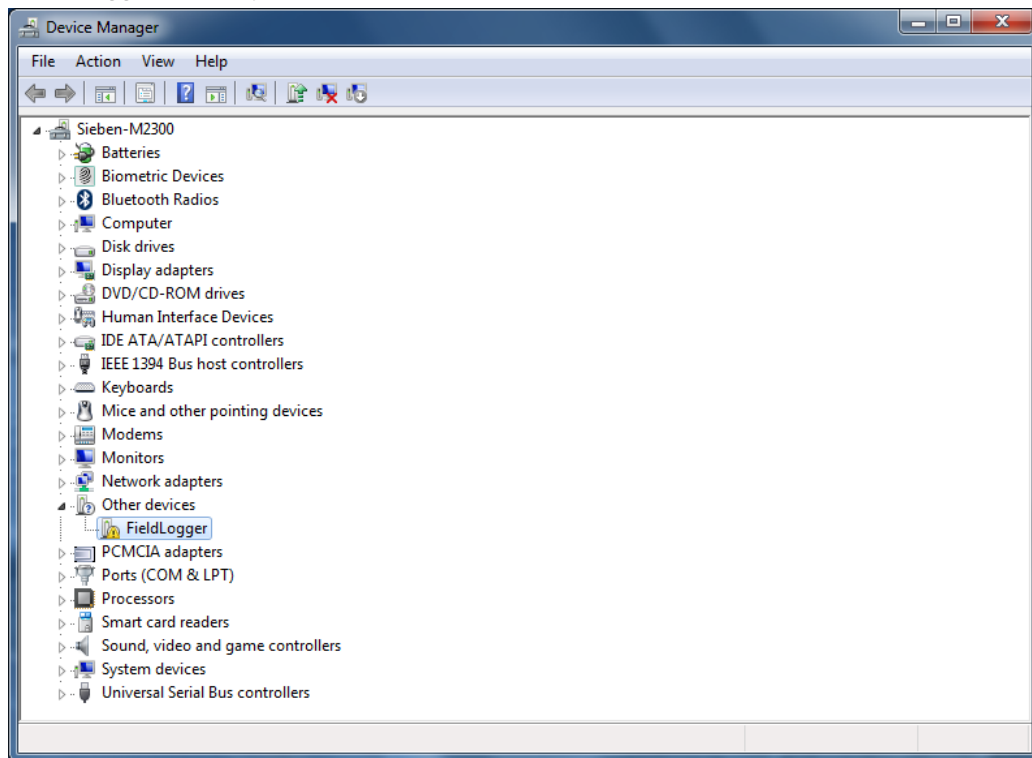 Device Manager
File Action View Help
Sieben-M2300
Batteries
Biometric Devices
Bluetooth Radios
Computer
Disk drives
Display adapters
DVD/CD-ROM drives
Human Interface Devices
IDE ATA/ATAPI controllers
IEEE 1394 Bus host controllers
Keyboards
Mice and other pointing devices
Modems
Monitors
Network adapters
Other devices
FieldLogger
PCMCIA adapters
Ports (COM & LPT)
Processors
Smart card readers
Sound, video and game controllers
System devices
Universal Serial Bus controllers